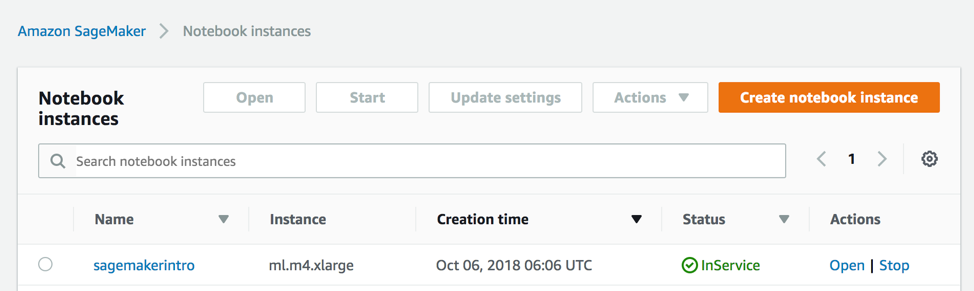 Amazon SageMaker > Notebook instances
Notebook
instances
Open Start Update settings Actions Create notebook instance
Search notebook instances
1
Name Instance Creation time Status Actions
sagemakerintro ml.m4.xlarge Oct 06, 2018 06:06 UTC InService Open | Stop